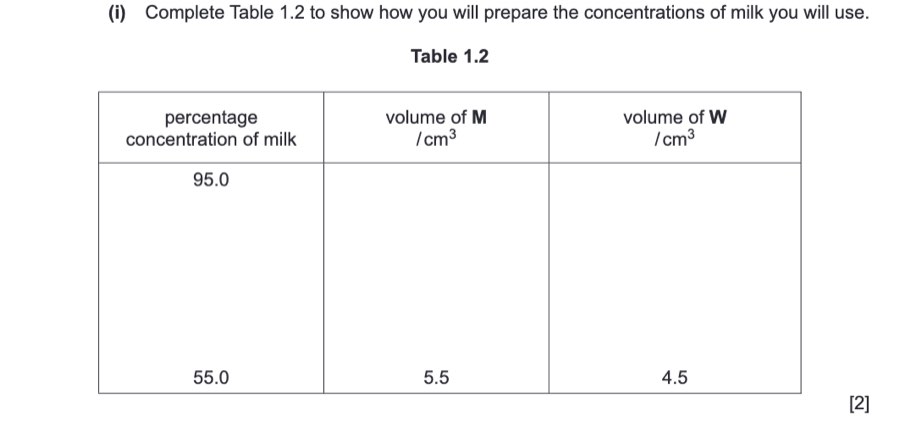 (i) Complete Table 1.2 to show how you will prepare the concentrations of milk you will use.
Table 1.2
percentage concentration of milk
volume of M /cm³
volume of W /cm³
95.0
55.0 5.5 4.5
[2]